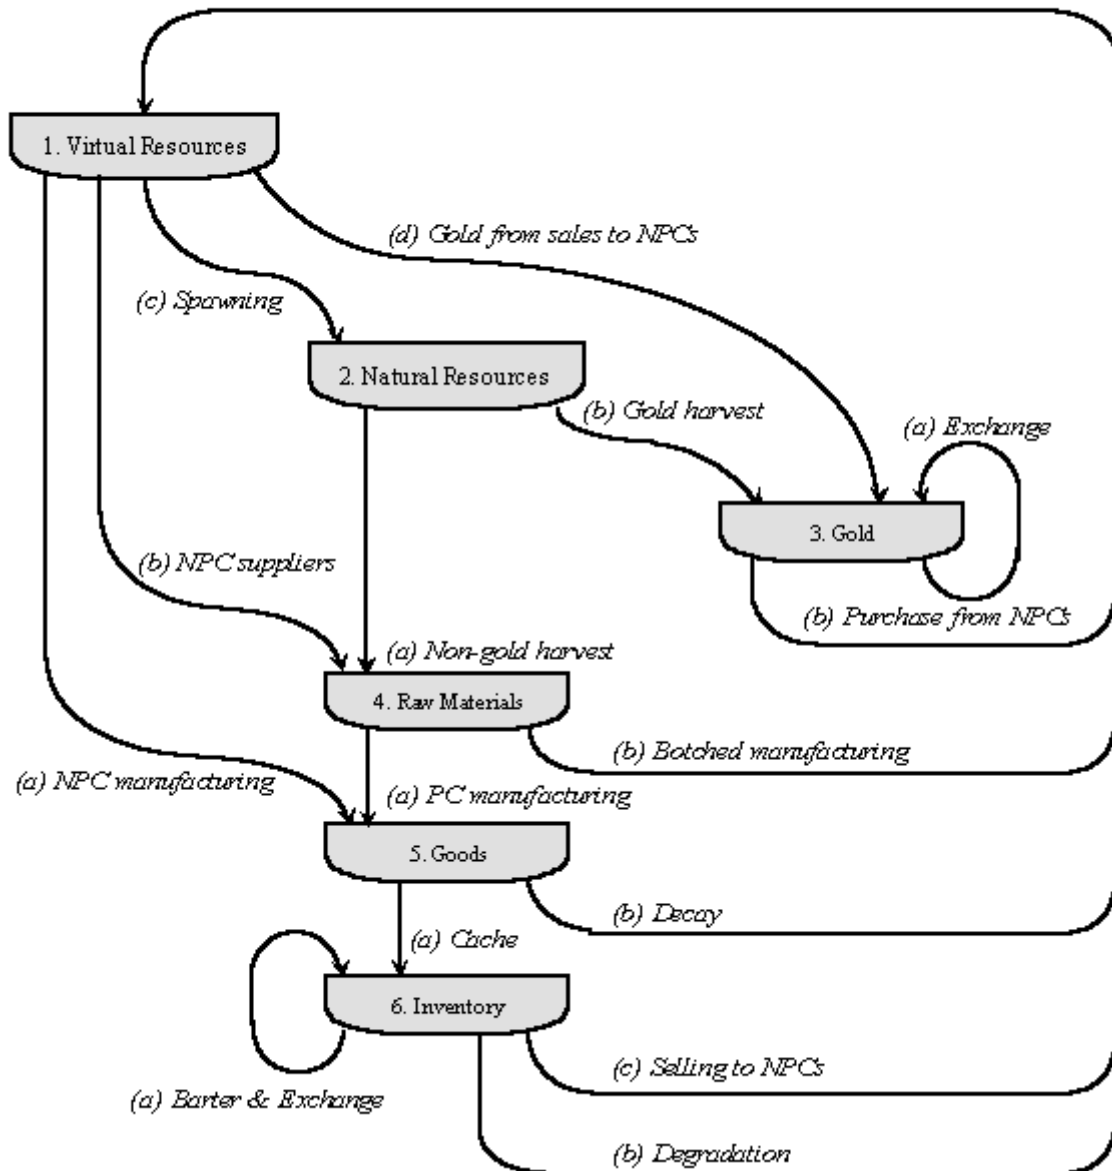 1. Virtual Resources
(d) Gold from sales to NPCs
(c) Spawning
2. Natural Resources
(b) Gold harvest
(a) Exchange
3. Gold
(b) NPC suppliers
(b) Purchase from NPCs
(a) Non-gold harvest
4. Raw Materials
(b) Botched manufacturing
(a) NPC manufacturing
(a) PC manufacturing
5. Goods
(b) Decay
(a) Cache
6. Inventory
(c) Selling to NPCs
(a) Barter & Exchange
(b) Degradation